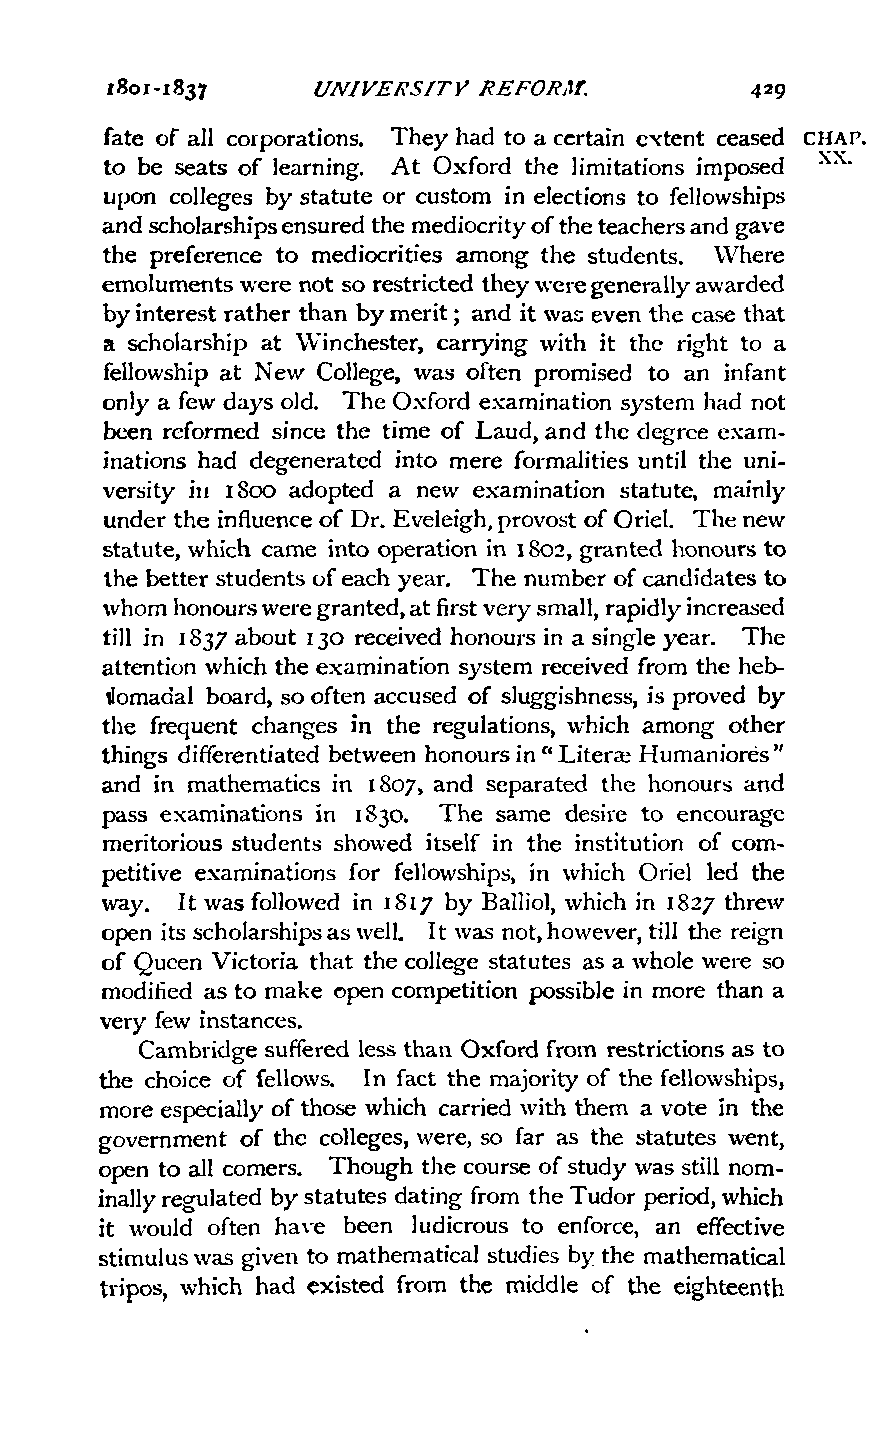 1801-1837 UNIVERSITY REFORM. 429
fate of all corporations. They had to a certain extent ceased CHAP.
to be seats of learning. At Oxford the limitations imposed XX.
upon colleges by statute or custom in elections to fellowships
and scholarships ensured the mediocrity of the teachers and gave
the preference to mediocrities among the students. Where
emoluments were not so restricted they were generally awarded
by interest rather than by merit ; and it was even the case that
a scholarship at Winchester, carrying with it the right to a
fellowship at New College, was often promised to an infant
only a few days old. The Oxford examination system had not
been reformed since the time of Laud, and the degree exam-
inations had degenerated into mere formalities until the uni-
versity in 1800 adopted a new examination statute, mainly
under the influence of Dr. Eveleigh, provost of Oriel. The new
statute, which came into operation in 1802, granted honours to
the better students of each year. The number of candidates to
whom honours were granted, at first very small, rapidly increased
till in 1837 about 130 received honours in a single year. The
attention which the examination system received from the heb-
domadal board, so often accused of sluggishness, is proved by
the frequent changes in the regulations, which among other
things differentiated between honours in " Literæ Humaniores "
and in mathematics in 1807, and separated the honours and
pass examinations in 1830. The same desire to encourage
meritorious students showed itself in the institution of com-
petitive examinations for fellowships, in which Oriel led the
way. It was followed in 1817 by Balliol, which in 1827 threw
open its scholarships as well. It was not, however, till the reign
of Queen Victoria that the college statutes as a whole were so
modified as to make open competition possible in more than a
very few instances.
Cambridge suffered less than Oxford from restrictions as to
the choice of fellows. In fact the majority of the fellowships,
more especially of those which carried with them a vote in the
government of the colleges, were, so far as the statutes went,
open to all comers. Though the course of study was still nom-
inally regulated by statutes dating from the Tudor period, which
it would often have been ludicrous to enforce, an effective
stimulus was given to mathematical studies by the mathematical
tripos, which had existed from the middle of the eighteenth